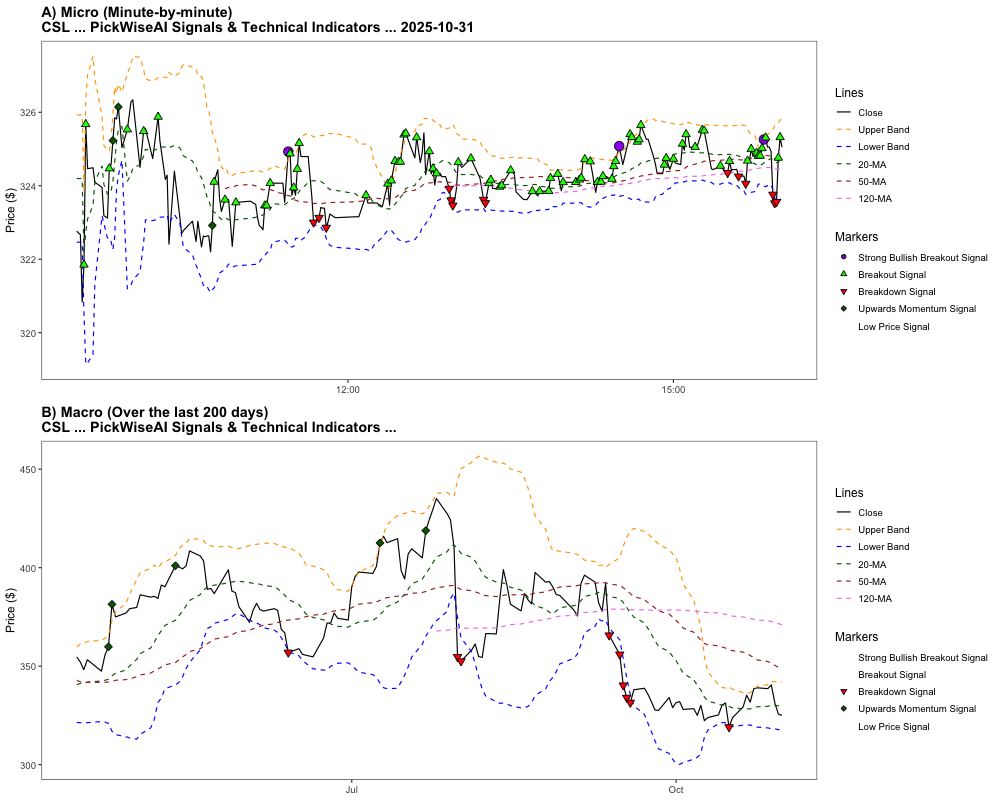 A) Micro (Minute-by-minute)
CSL ... PickWiseAI Signals & Technical Indicators ... 2025-10-31
Price ($)
326
324
322
320
12:00
15:00
Lines
Close
Upper Band
Lower Band
20-MA
50-MA
120-MA
Markers
Strong Bullish Breakout Signal
Breakout Signal
Breakdown Signal
Upwards Momentum Signal
Low Price Signal
B) Macro (Over the last 200 days)
CSL ... PickWiseAI Signals & Technical Indicators ...
Price ($)
450
400
350
300
Jul
Oct
Lines
Close
Upper Band
Lower Band
20-MA
50-MA
120-MA
Markers
Strong Bullish Breakout Signal
Breakout Signal
Breakdown Signal
Upwards Momentum Signal
Low Price Signal